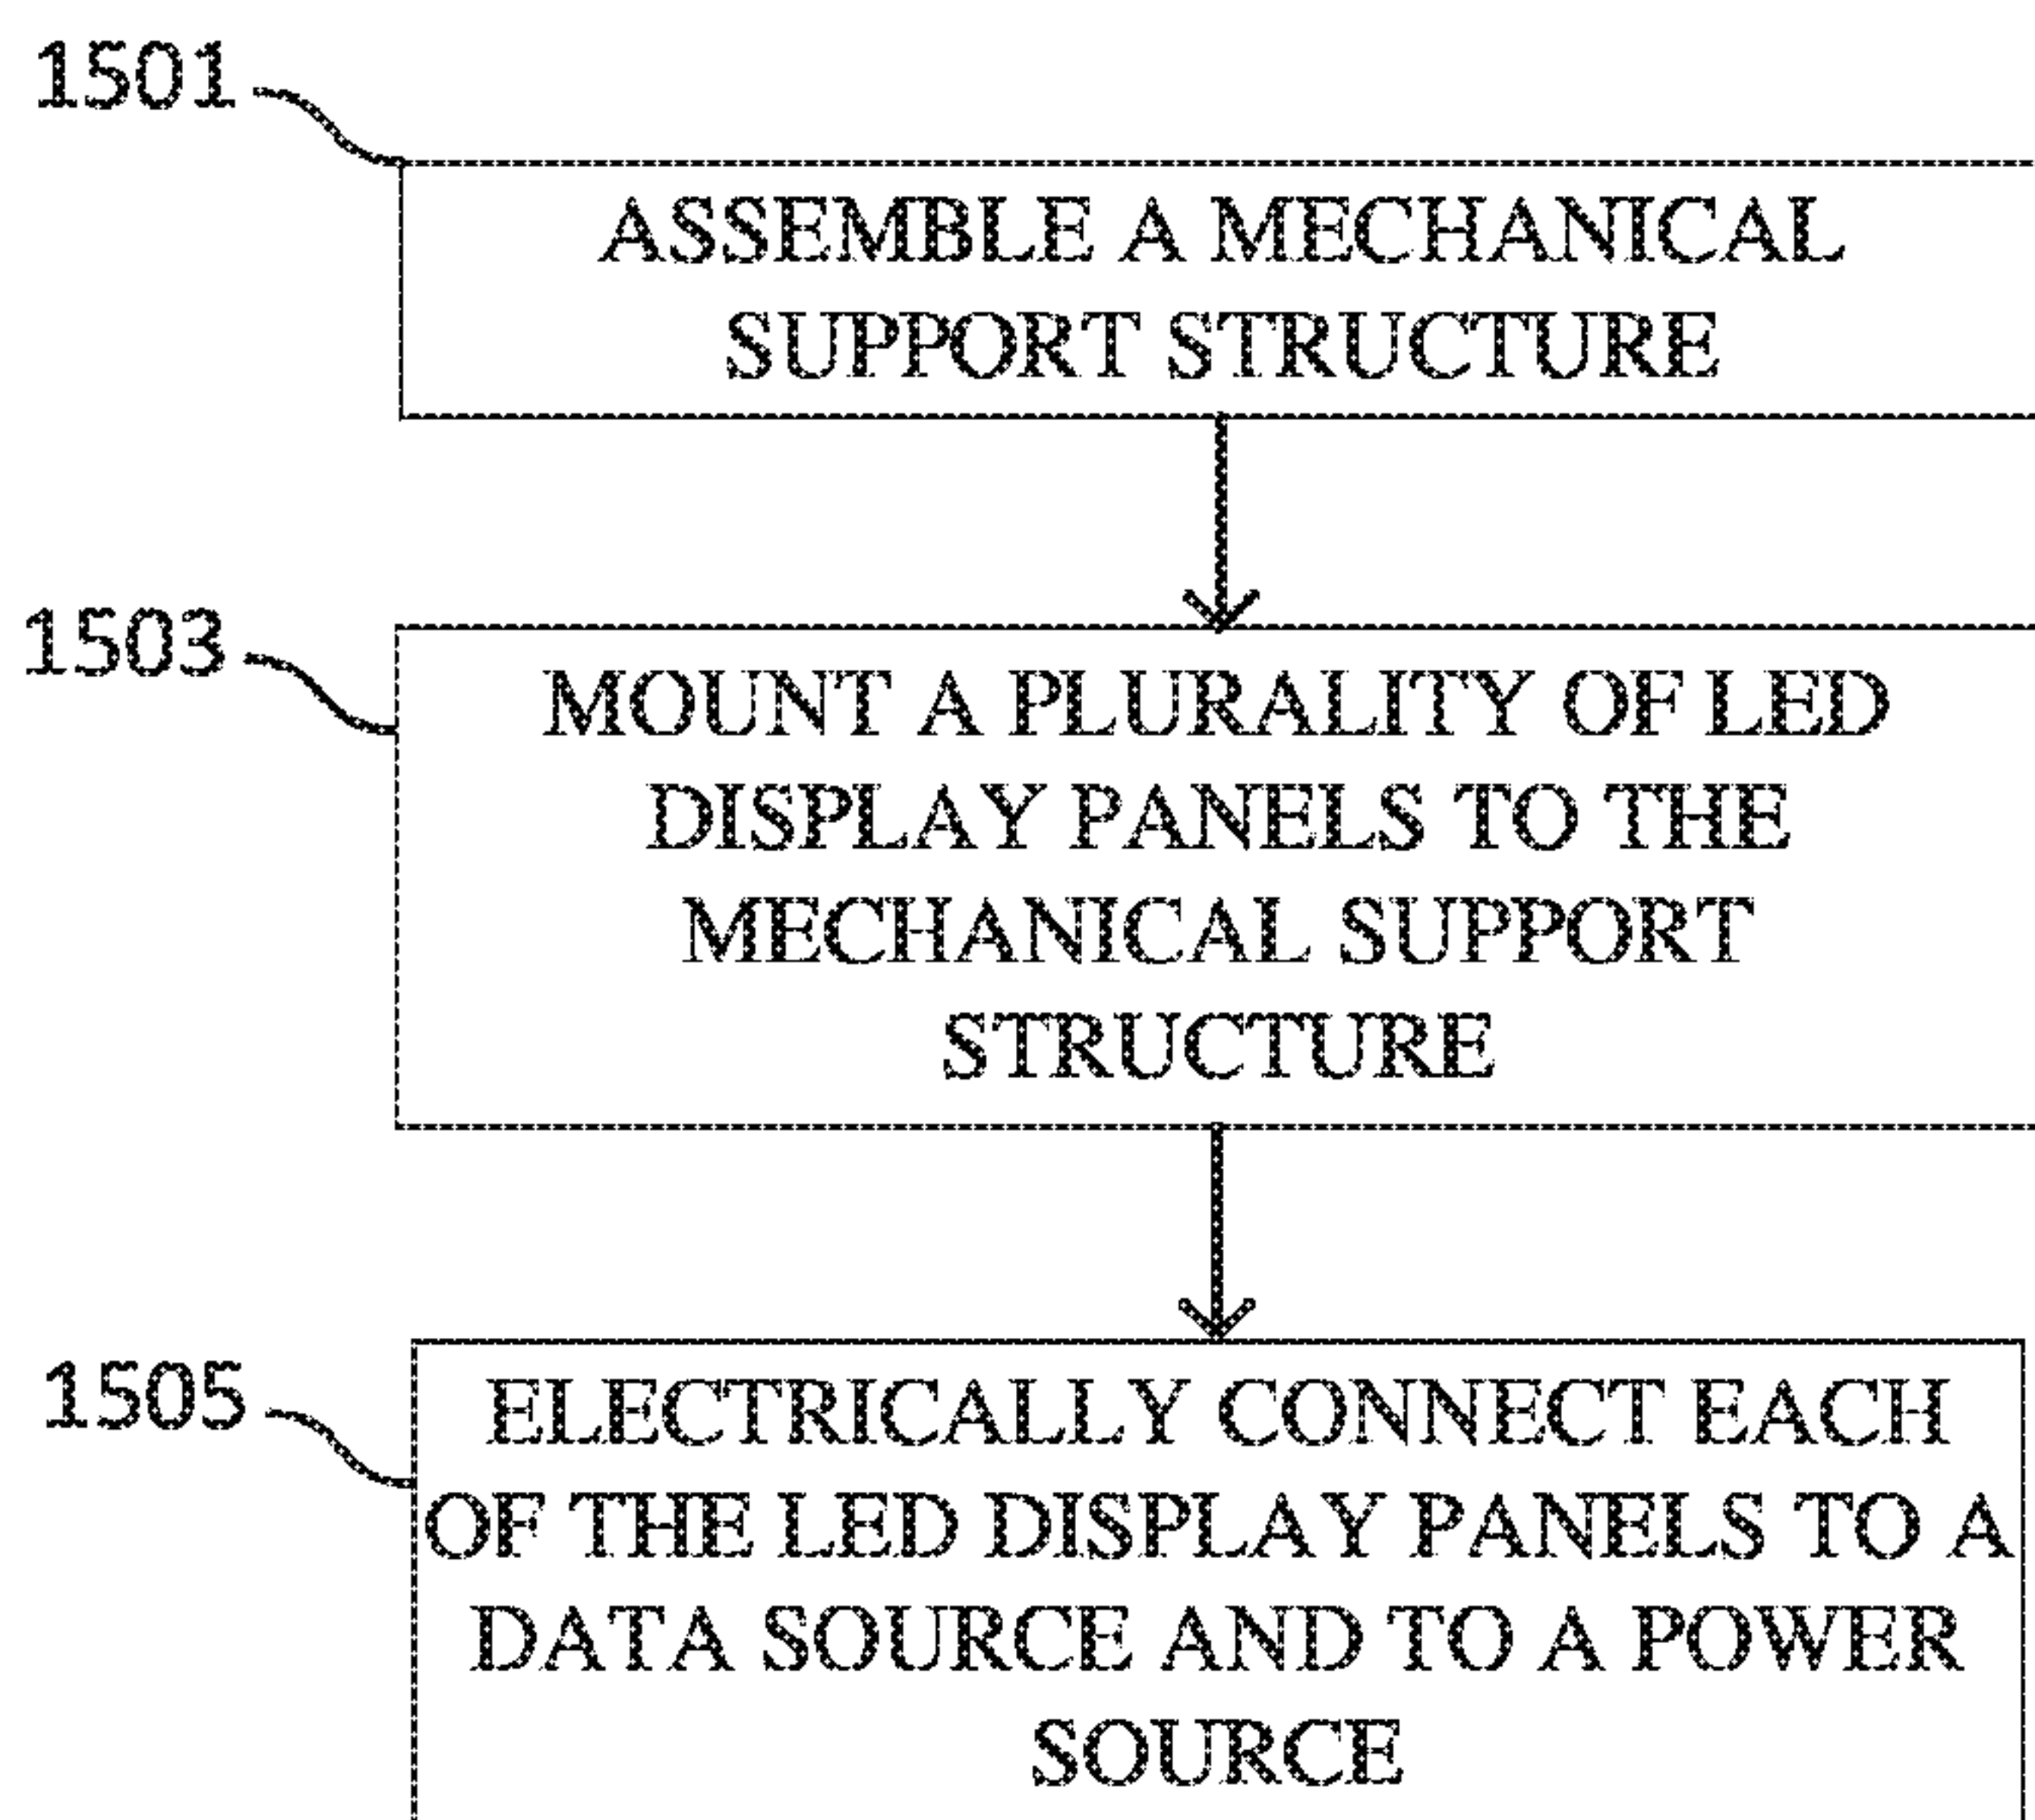 1501
ASSEMBLE A MECHANICAL
SUPPORT STRUCTURE
1503
MOUNT A PLURALITY OF LED
DISPLAY PANELS TO THE
MECHANICAL SUPPORT
STRUCTURE
1505
ELECTRICALLY CONNECT EACH
OF THE LED DISPLAY PANELS TO A
DATA SOURCE AND TO A POWER
SOURCE